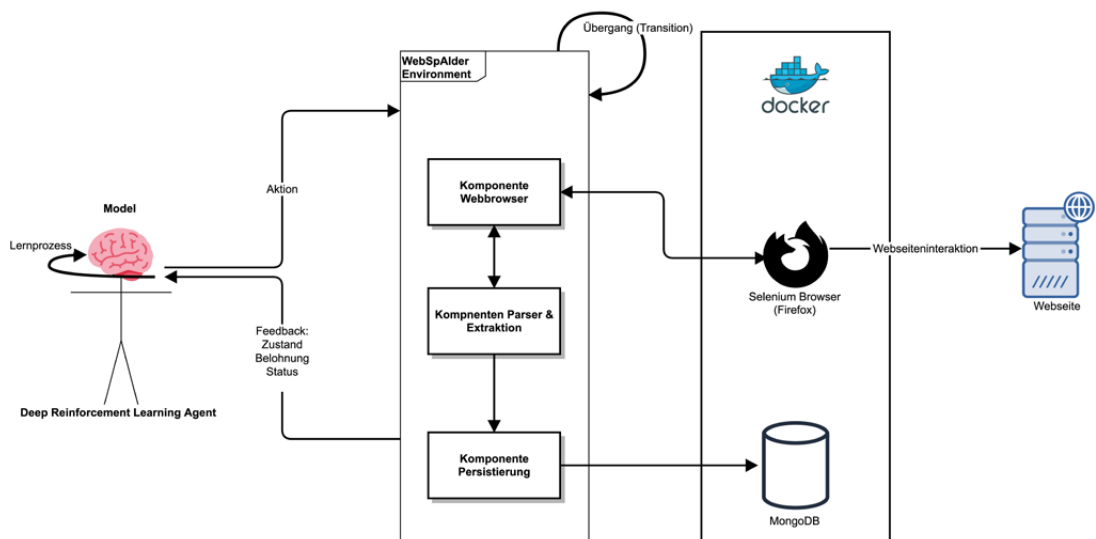 Übergang (Transition)
WebSpAIder
Environment
docker
Aktion
Komponente
Webbrowser
Model
Lernprozess
Webseiteninteraktion
Selenium Browser
(Firefox)
Webseite
Kompnenten Parser &
Extraktion
Feedback:
Zustand
Belohnung
Status
Deep Reinforcement Learning Agent
Komponente
Persistierung
MongoDB